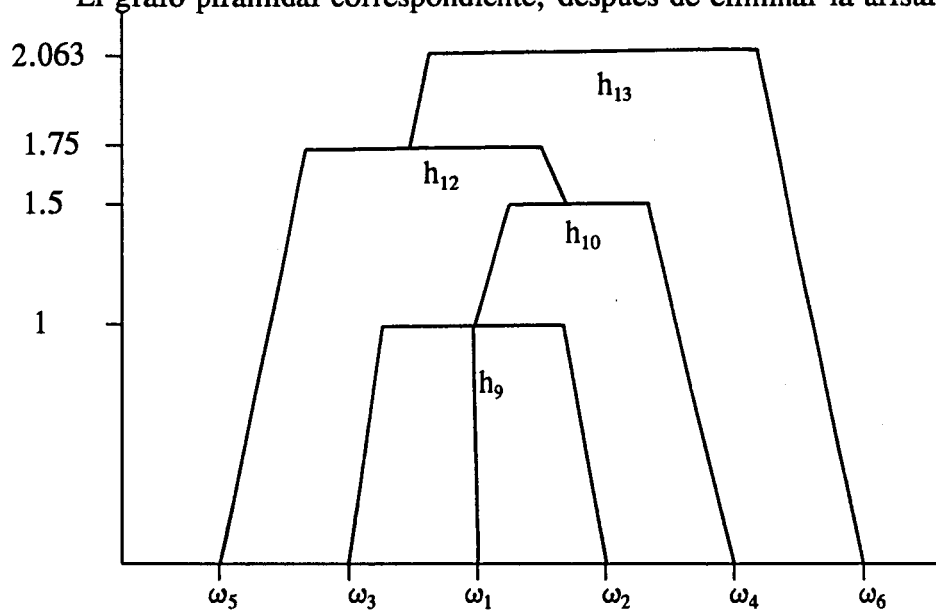 El grafo piramidal correspondiente, después de eliminar la arista
2.063
h₁₃
1.75
h₁₂
1.5
h₁₀
1
h₉
ω₅ ω₃ ω₁ ω₂ ω₄ ω₆